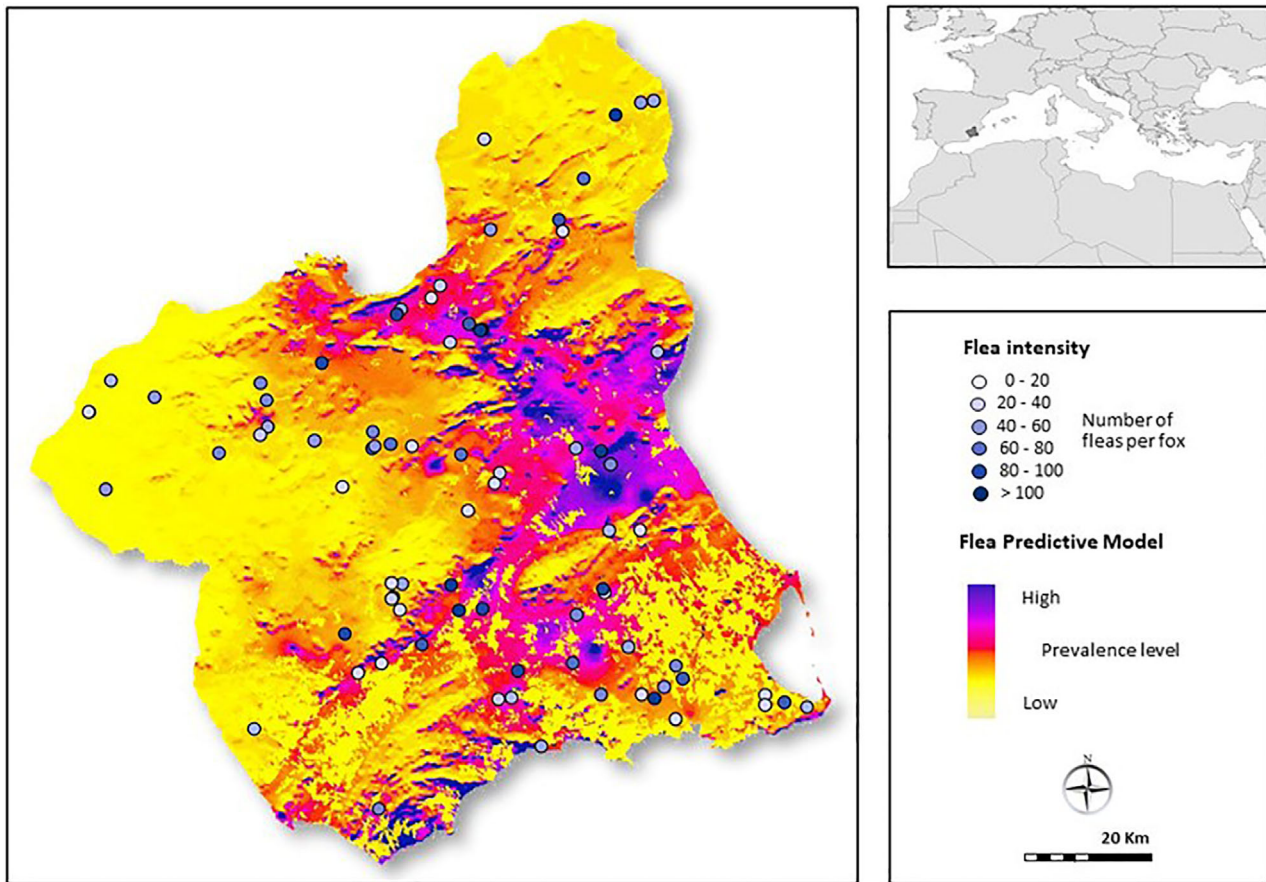 Flea intensity
0 - 20
20 - 40
40 - 60
60 - 80
80 - 100
> 100
Number of
fleas per fox
Flea Predictive Model
High
Prevalence level
Low
N
20 Km